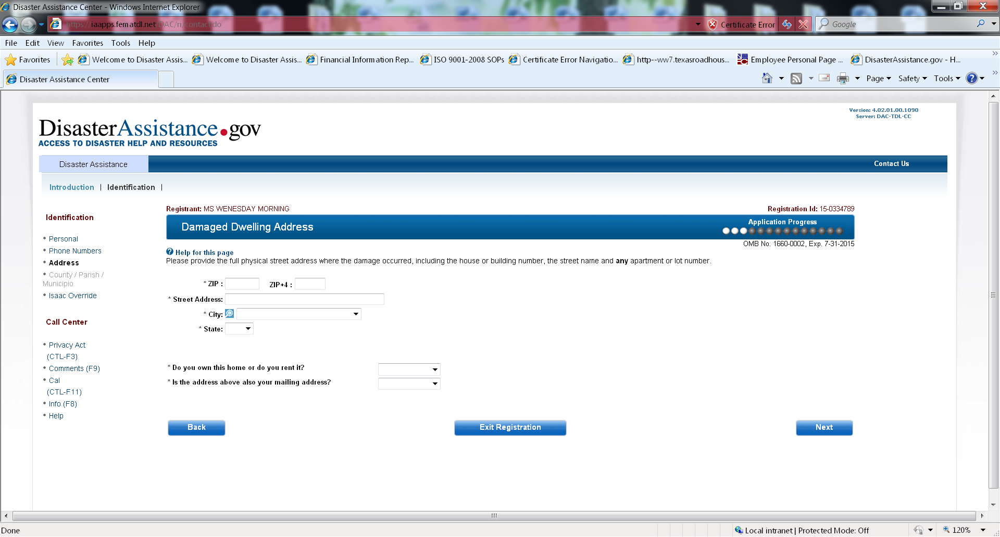 Disaster Assistance Center - Windows Internet Explorer
https://iaapps.fematdl.net/DAC/ri/contact.do
Certificate Error
Google
File Edit View Favorites Tools Help
Favorites Welcome to Disaster Assis... Welcome to Disaster Assis... Financial Information Rep... ISO 9001-2008 SOPs Certificate Error Navigatio... http--ww7.texasroadhous... Employee Personal Page ... DisasterAssistance.gov - H...
Disaster Assistance Center
Page Safety Tools
Version: 4.02.01.00.1090
Server: DAC-TDL-CC
DisasterAssistance.gov
ACCESS TO DISASTER HELP AND RESOURCES
Disaster Assistance
Contact Us
Introduction | Identification |
Identification
• Personal
• Phone Numbers
• Address
• County / Parish /
Municipio
• Isaac Override
Call Center
• Privacy Act
(CTL-F3)
• Comments (F9)
• Cal
(CTL-F11)
• Info (F8)
• Help
Registrant: MS WENESDAY MORNING
Registration Id: 15-0334789
Damaged Dwelling Address
Application Progress
OMB No. 1660-0002, Exp. 7-31-2015
? Help for this page
Please provide the full physical street address where the damage occurred, including the house or building number, the street name and any apartment or lot number.
* ZIP : ZIP+4 :
* Street Address:
* City:
* State:
* Do you own this home or do you rent it?
* Is the address above also your mailing address?
Back
Exit Registration
Next
Done
Local intranet | Protected Mode: Off
120%